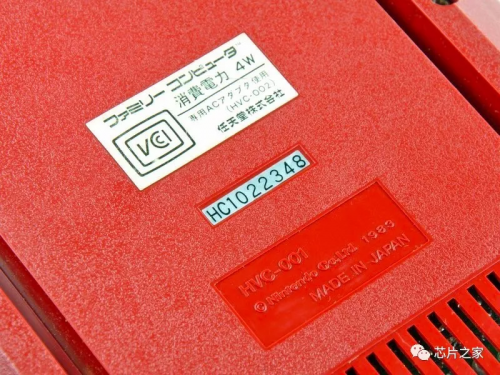 ファミリー コンピュータ
消費電力 4W
専用ACアダプタ使用
(HVC-002)
任天堂株式会社
VCCI
HC1022348
HVC-001
© Nintendo Co., Ltd. 1983
MADE IN JAPAN
芯片之家